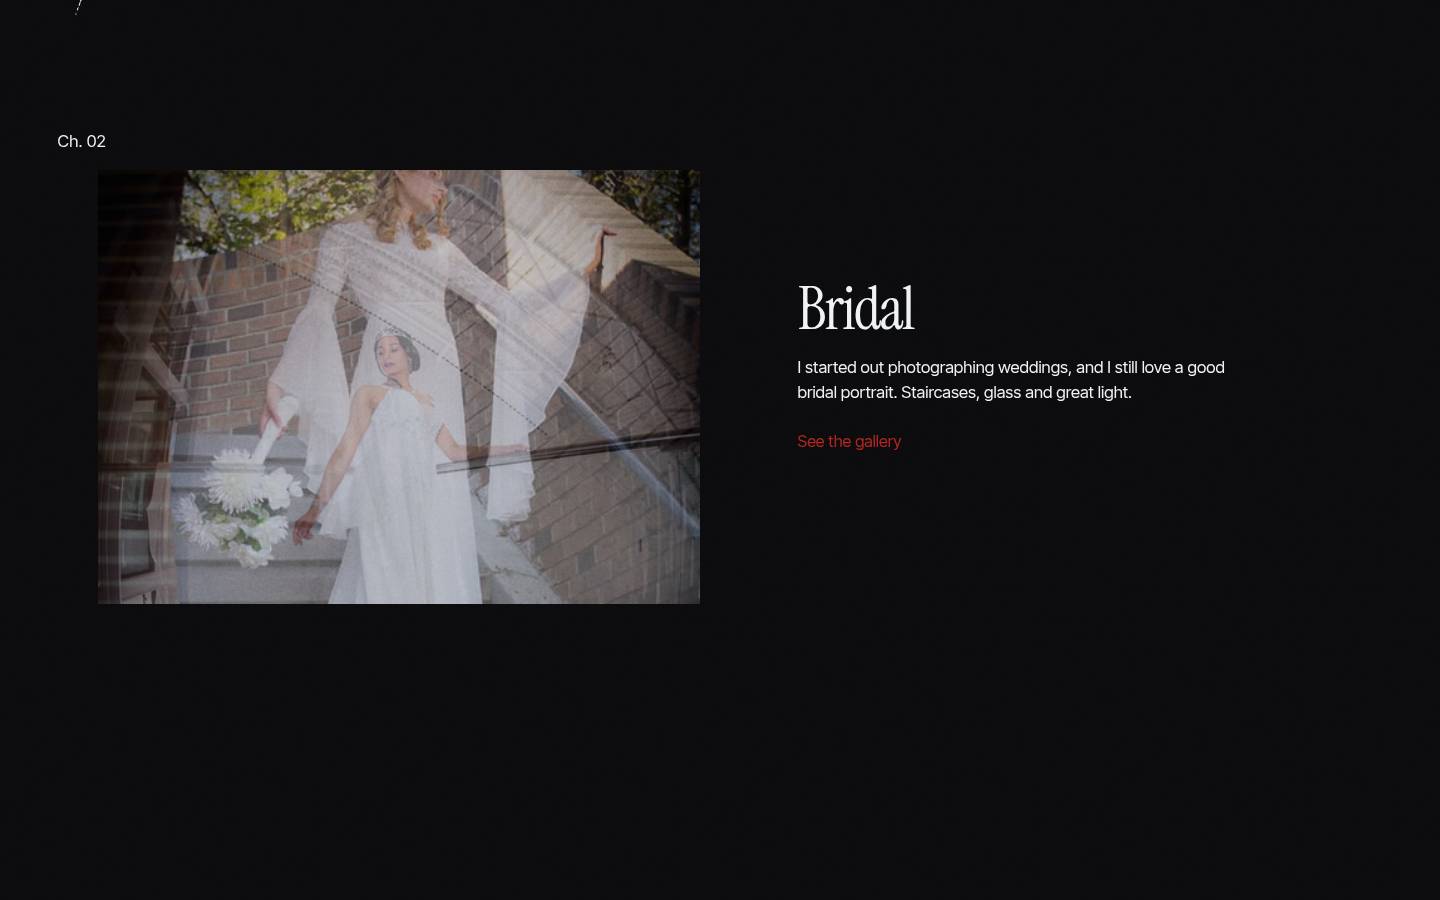 Ch. 02
Bridal
I started out photographing weddings, and I still love a good
bridal portrait. Staircases, glass and great light.
See the gallery